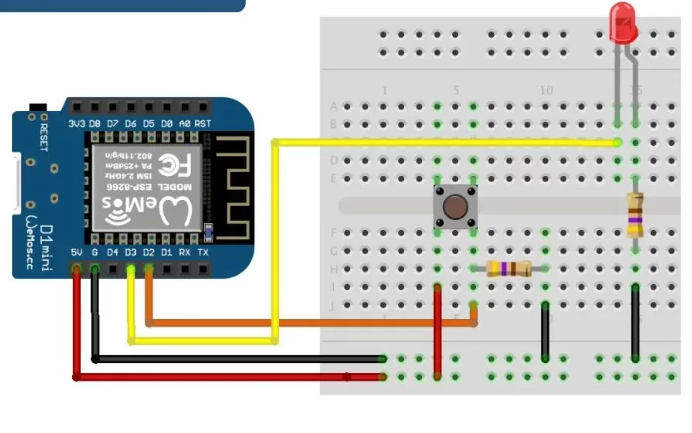 3V3 D8 D7 D6 D5 D0 A0 RST
RESET
MODEL ESP-8266
ISM 2.4GHz
PA +25dBm
802.11b/g/n
FC
WeMos
D1 mini
WeMos.cc
5V G D4 D3 D2 D1 RX TX
1 5 10 15
A
B
D
E
F
G
H
I
J